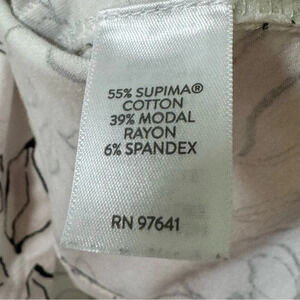 55% SUPIMA®
COTTON
39% MODAL
RAYON
6% SPANDEX
RN 97641